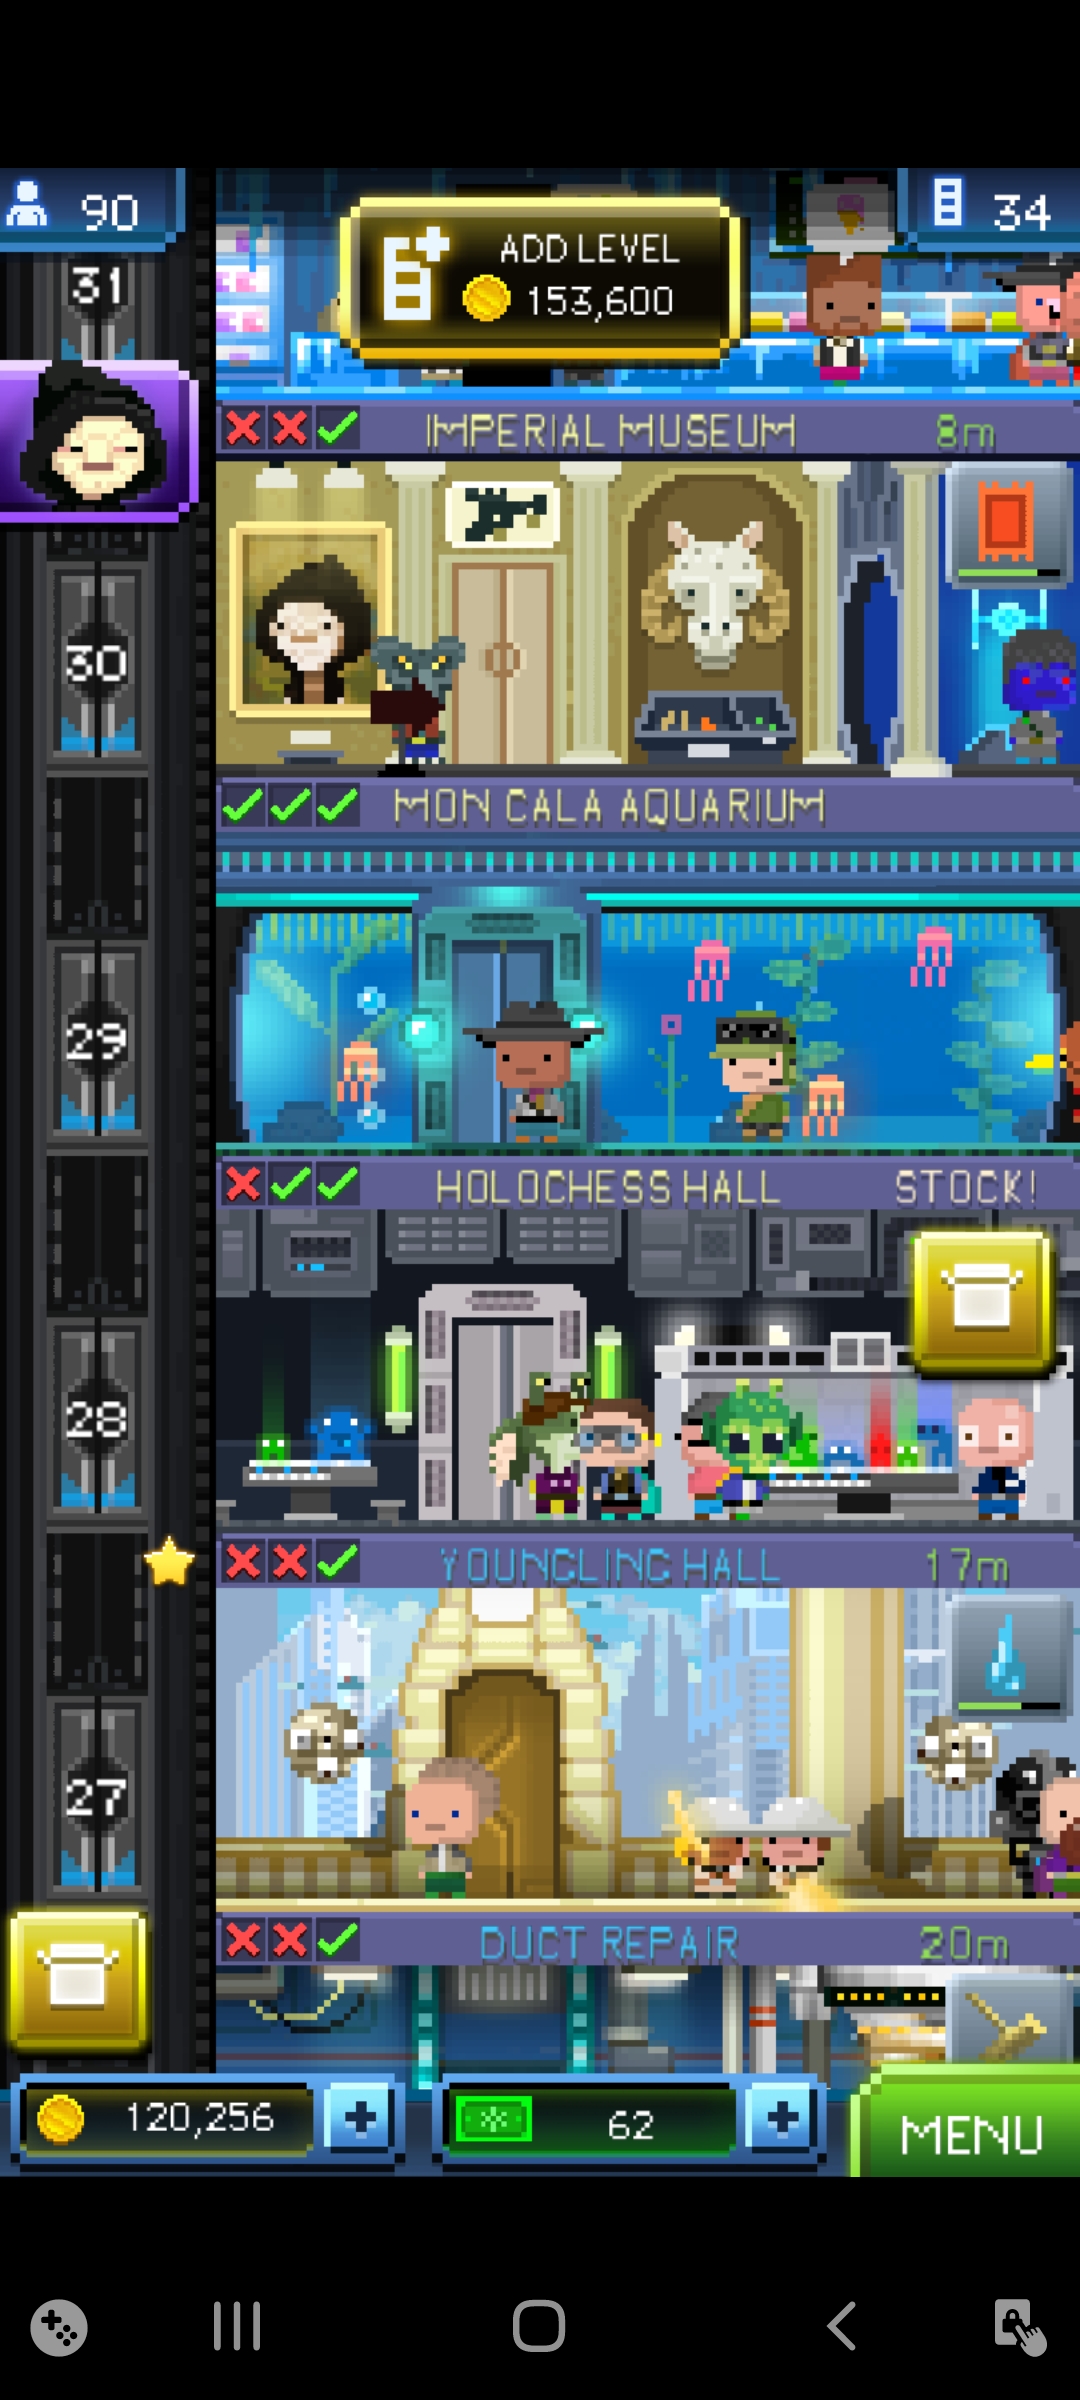 90
ADD LEVEL
153,600
34
31
IMPERIAL MUSEUM 8m
30
MON CALA AQUARIUM
29
HOLOCHESS HALL STOCK!
28
YOUNGLING HALL 17m
27
DUCT REPAIR 20m
120,256
62
MENU